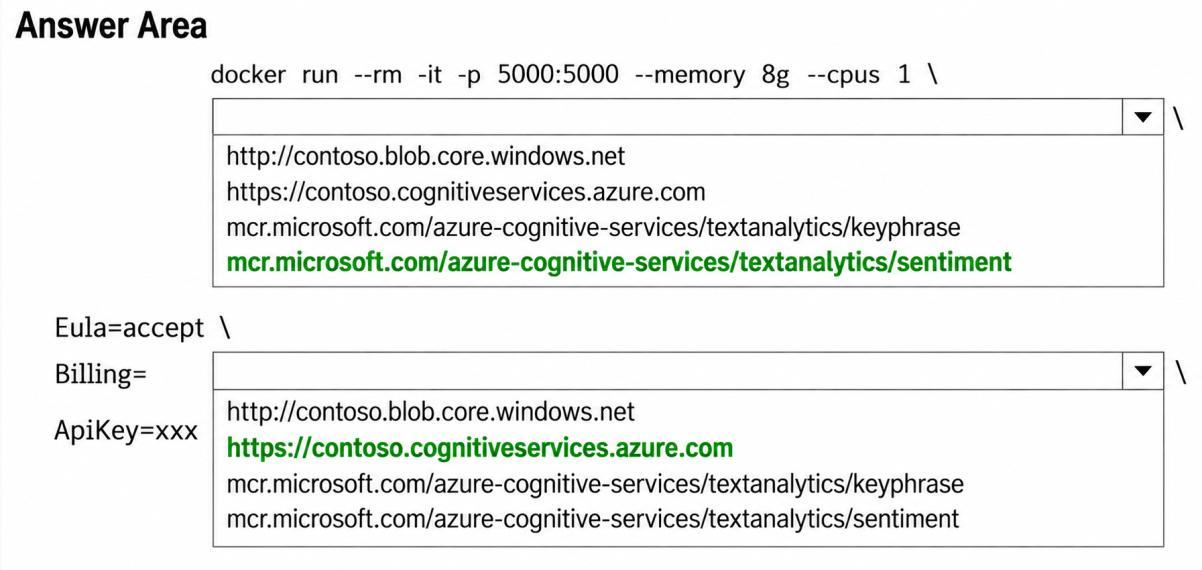 Answer Area
docker run --rm -it -p 5000:5000 --memory 8g --cpus 1 \
\
http://contoso.blob.core.windows.net
https://contoso.cognitiveservices.azure.com
mcr.microsoft.com/azure-cognitive-services/textanalytics/keyphrase
mcr.microsoft.com/azure-cognitive-services/textanalytics/sentiment
Eula=accept \
Billing= \
http://contoso.blob.core.windows.net
ApiKey=xxx
https://contoso.cognitiveservices.azure.com
mcr.microsoft.com/azure-cognitive-services/textanalytics/keyphrase
mcr.microsoft.com/azure-cognitive-services/textanalytics/sentiment